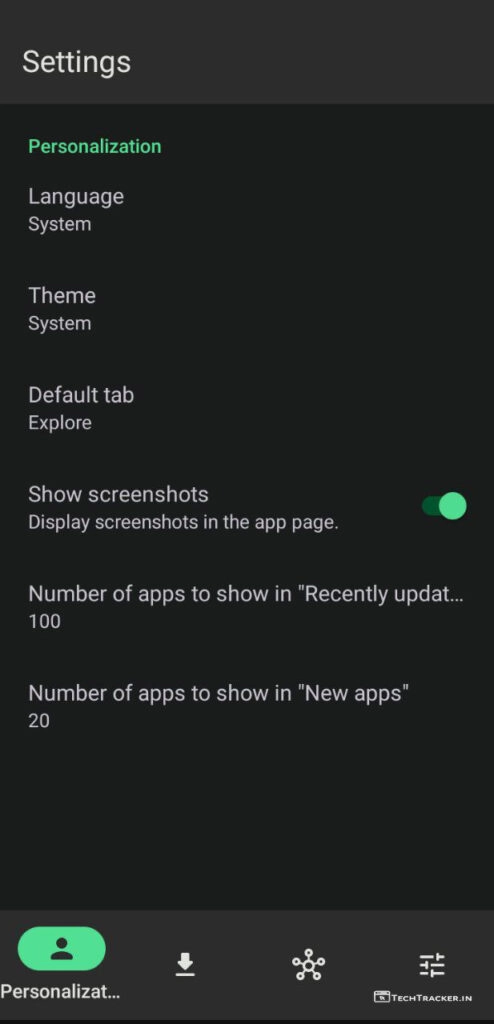 Settings
Personalization
Language
System
Theme
System
Default tab
Explore
Show screenshots
Display screenshots in the app page.
Number of apps to show in "Recently updat...
100
Number of apps to show in "New apps"
20
Personalizat...
TechTracker.in